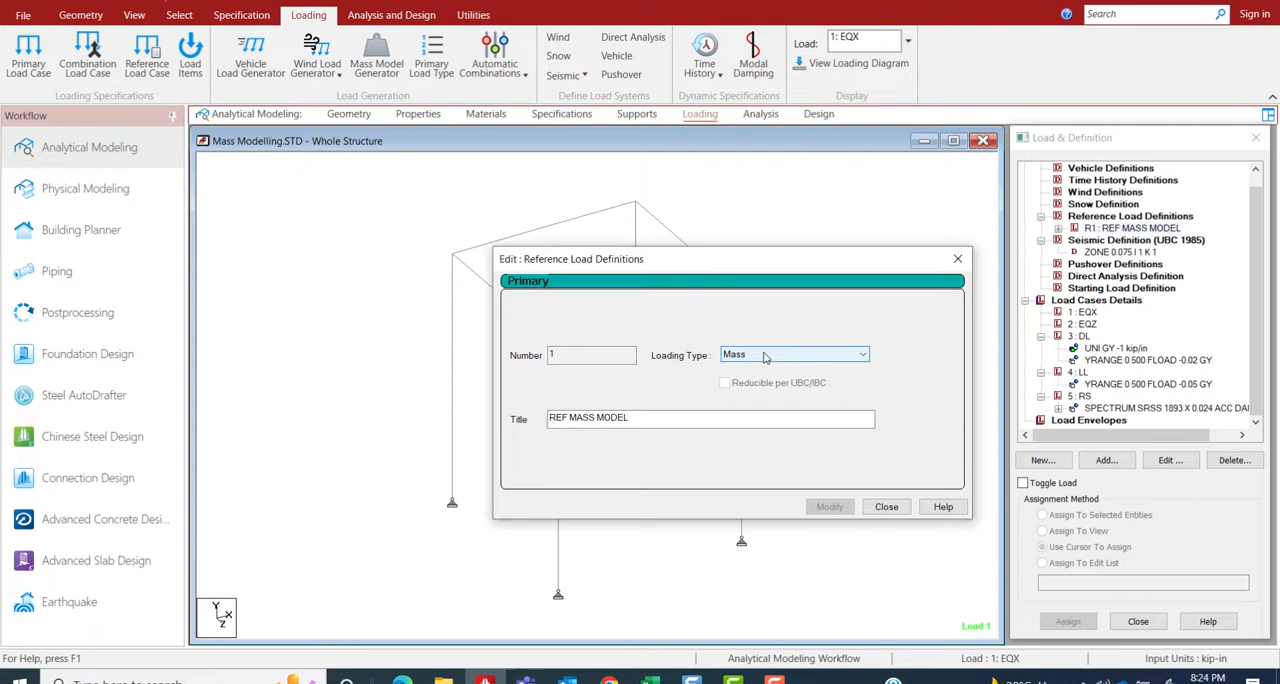 File Geometry View Select Specification Loading Analysis and Design Utilities Search Sign in
Primary Load Case
Combination Load Case
Reference Load Case
Load Items
Loading Specifications
Vehicle Load Generator
Wind Load Generator
Mass Model Generator
Primary Load Type
Automatic Combinations
Load Generation
Wind Direct Analysis
Snow Vehicle
Seismic Pushover
Define Load Systems
Time History
Modal Damping
Dynamic Specifications
Load: 1: EQX
View Loading Diagram
Display
Workflow
Analytical Modeling: Geometry Properties Materials Specifications Supports Loading Analysis Design
Analytical Modeling
Physical Modeling
Building Planner
Piping
Postprocessing
Foundation Design
Steel AutoDrafter
Chinese Steel Design
Connection Design
Advanced Concrete Desi...
Advanced Slab Design
Earthquake
Mass Modelling.STD - Whole Structure
Edit : Reference Load Definitions
Primary
Number 1 Loading Type : Mass
Reducible per UBC/IBC
Title REF MASS MODEL
Modify Close Help
Y
X
Z
Load 1
Load & Definition
Vehicle Definitions
Time History Definitions
Wind Definitions
Snow Definition
Reference Load Definitions
R1 : REF MASS MODEL
Seismic Definition (UBC 1985)
ZONE 0.075 I 1 K 1
Pushover Definitions
Direct Analysis Definition
Starting Load Definition
Load Cases Details
1 : EQX
2 : EQZ
3 : DL
UNI GY -1 kip/in
YRANGE 0 500 FLOAD -0.02 GY
4 : LL
YRANGE 0 500 FLOAD -0.05 GY
5 : RS
SPECTRUM SRSS 1893 X 0.024 ACC DAI
Load Envelopes
New... Add... Edit ... Delete...
Toggle Load
Assignment Method
Assign To Selected Entities
Assign To View
Use Cursor To Assign
Assign To Edit List
Assign Close Help
For Help, press F1 Analytical Modeling Workflow Load : 1: EQX Input Units : kip-in
8:24 PM